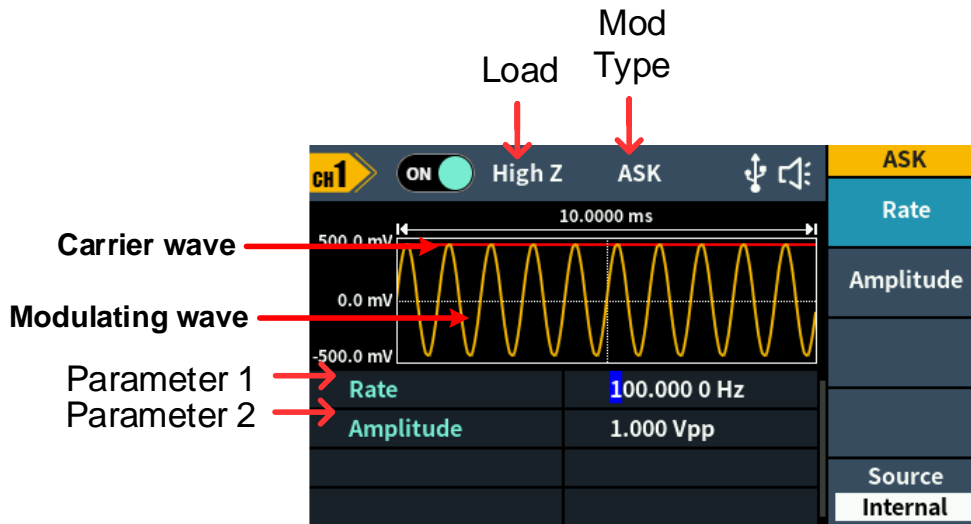 Mod
Load Type
CH1 ON High Z ASK ASK
Rate
10.0000 ms
Carrier wave 500.0 mV
Amplitude
0.0 mV
Modulating wave
-500.0 mV
Parameter 1 Rate 100.000 0 Hz
Parameter 2 Amplitude 1.000 Vpp
Source
Internal